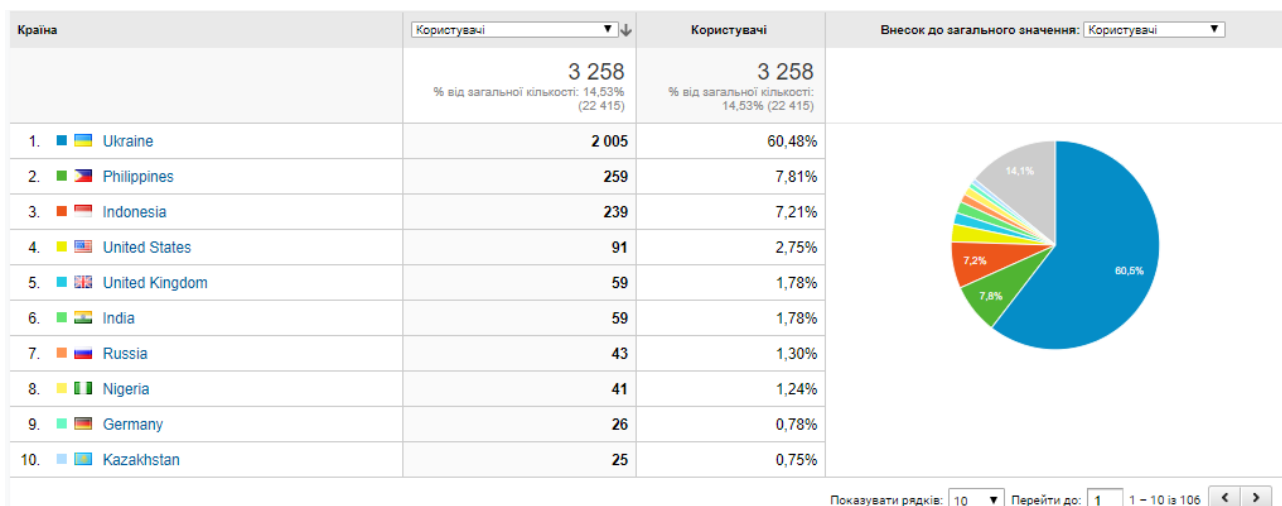 Країна
Користувачі
Користувачі
Внесок до загального значення: Користувачі
3 258
% від загальної кількості: 14,53%
(22 415)
3 258
% від загальної кількості:
14,53% (22 415)
1. Ukraine 2 005 60,48%
2. Philippines 259 7,81%
3. Indonesia 239 7,21%
4. United States 91 2,75%
5. United Kingdom 59 1,78%
6. India 59 1,78%
7. Russia 43 1,30%
8. Nigeria 41 1,24%
9. Germany 26 0,78%
10. Kazakhstan 25 0,75%
14,1%
7,2%
60,5%
7,8%
Показувати рядків: 10 Перейти до: 1 1 – 10 із 106